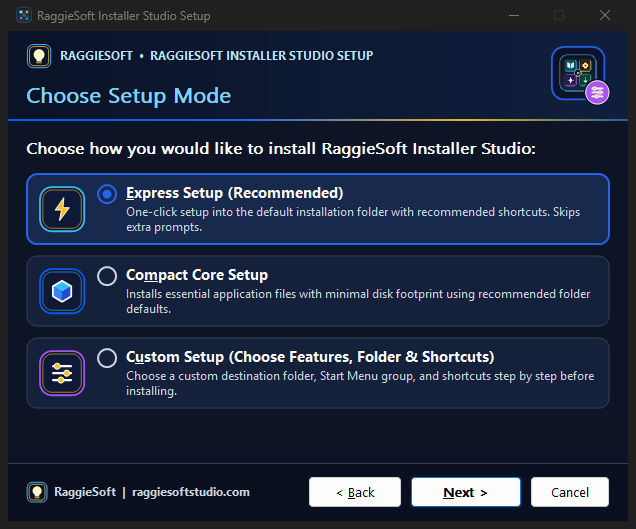 RaggieSoft Installer Studio Setup
RAGGIESOFT • RAGGIESOFT INSTALLER STUDIO SETUP
Choose Setup Mode
Choose how you would like to install RaggieSoft Installer Studio:
Express Setup (Recommended)
One-click setup into the default installation folder with recommended shortcuts. Skips
extra prompts.
Compact Core Setup
Installs essential application files with minimal disk footprint using recommended folder
defaults.
Custom Setup (Choose Features, Folder & Shortcuts)
Choose a custom destination folder, Start Menu group, and shortcuts step by step before
installing.
RaggieSoft | raggiesoftstudio.com
< Back
Next >
Cancel